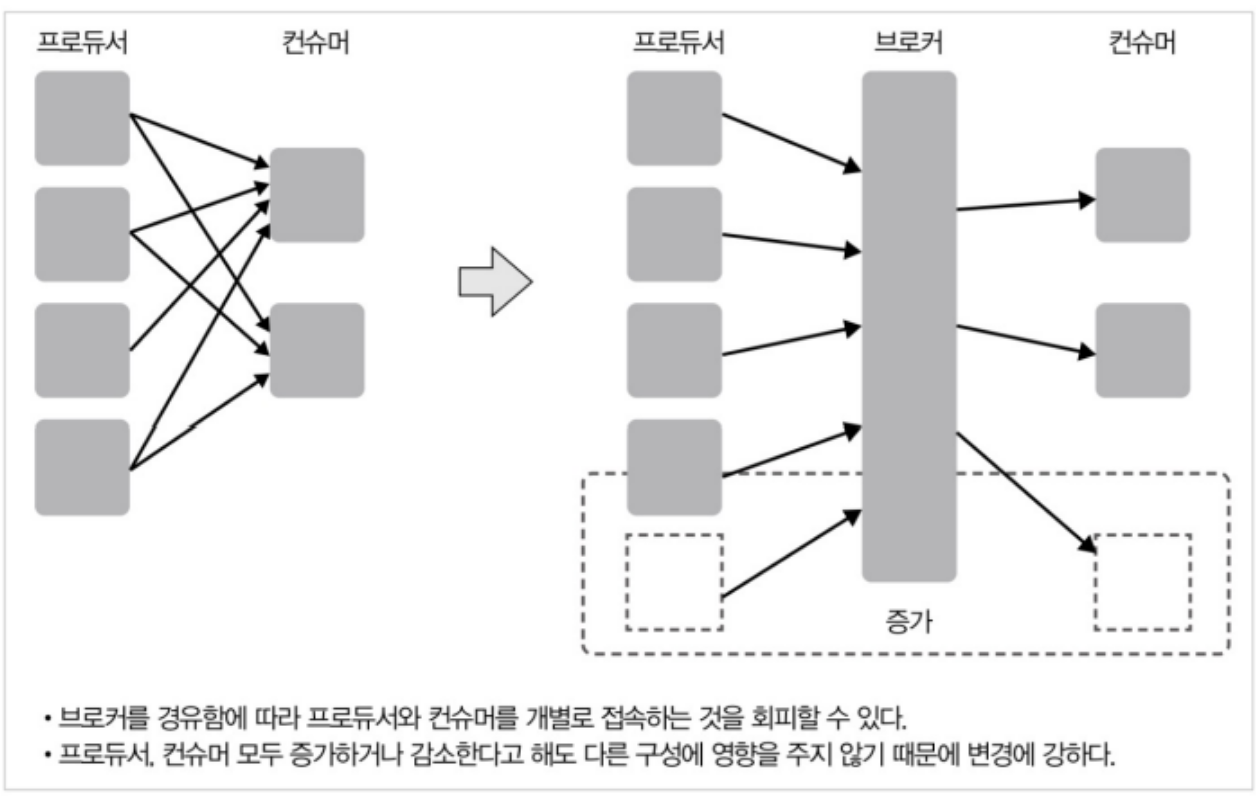 프로듀서 컨슈머 프로듀서 브로커 컨슈머
증가
• 브로커를 경유함에 따라 프로듀서와 컨슈머를 개별로 접속하는 것을 회피할 수 있다.
• 프로듀서, 컨슈머 모두 증가하거나 감소한다고 해도 다른 구성에 영향을 주지 않기 때문에 변경에 강하다.